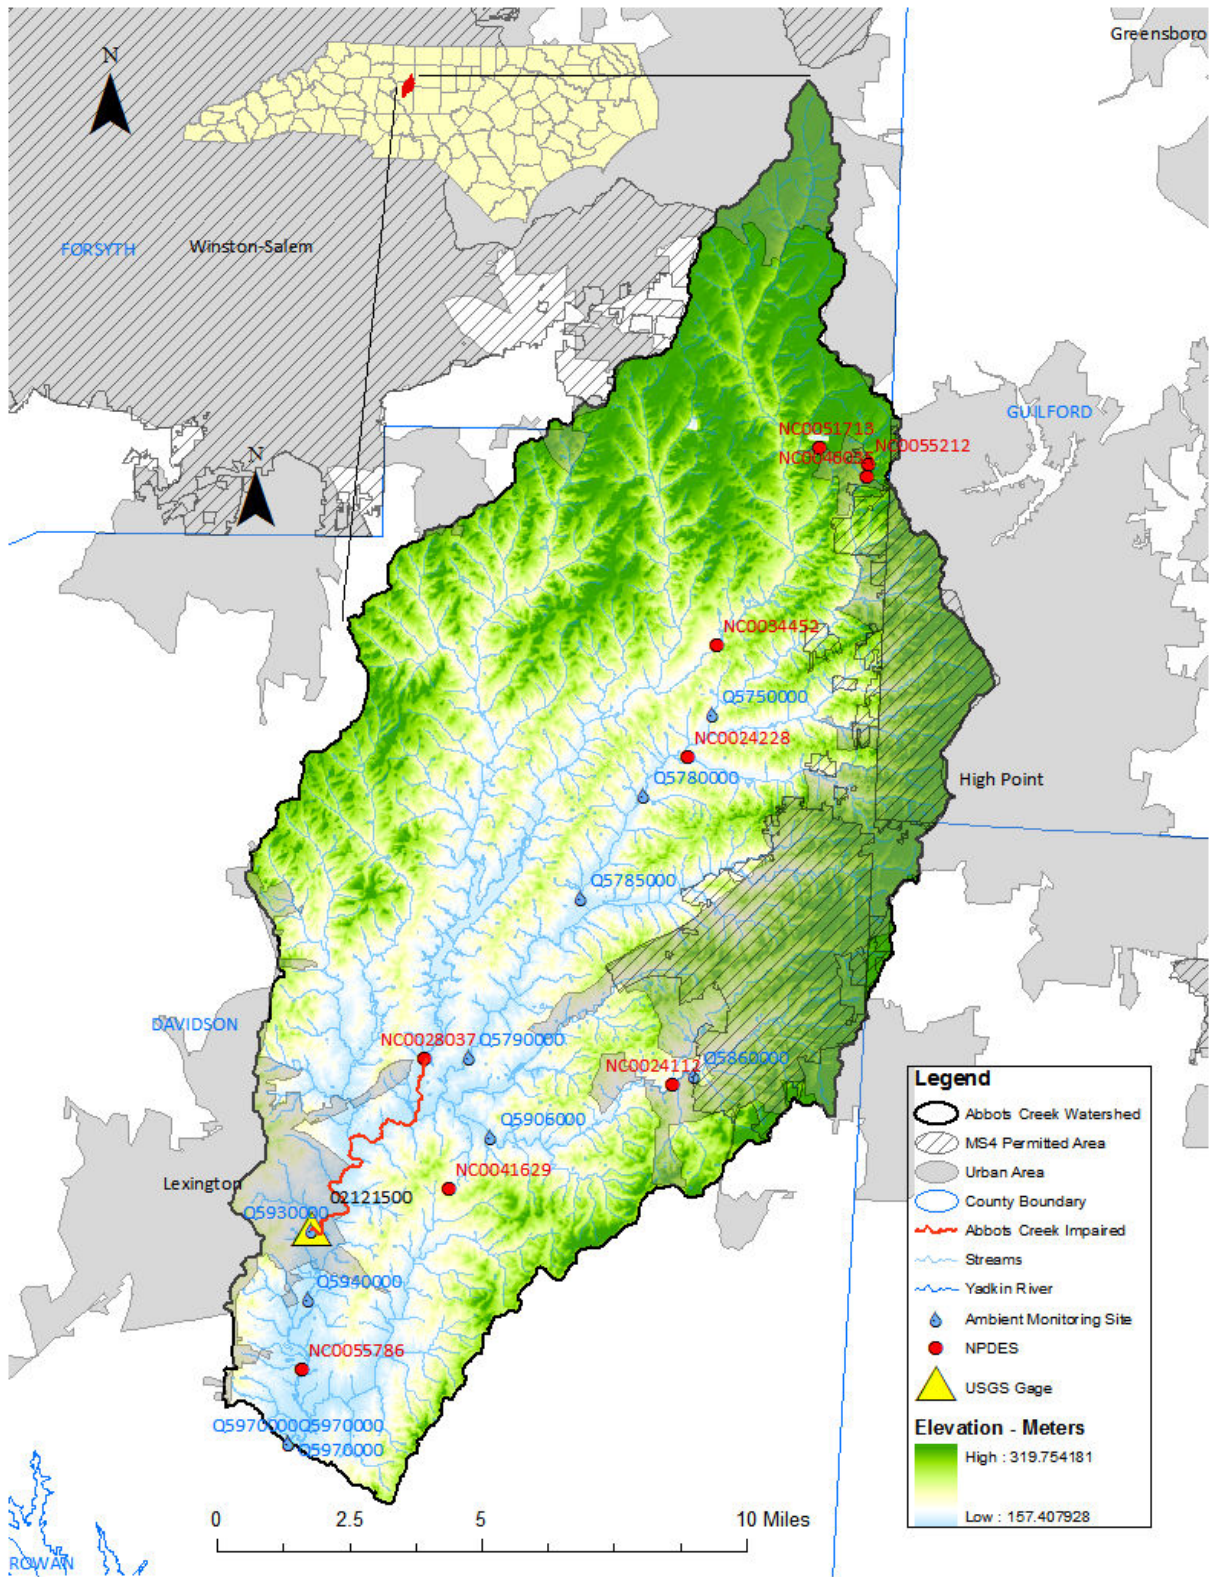 Greensboro
N
FORSYTH
Winston-Salem
GUILFORD
NC0051713
NC0055212
N
NC0034452
Q5750000
NC0024228
Q5780000
High Point
Q5785000
DAVIDSON
NC0028037
Q5790000
NC0024112
Q5860000
Q5906000
NC0041629
Lexington
02121500
Q5930000
Q5940000
NC0055786
Q5970000
Q5970000
Q5970000
ROWAN
0 2.5 5 10 Miles
Legend
Abbots Creek Watershed
MS4 Permitted Area
Urban Area
County Boundary
Abbots Creek Impaired
Streams
Yadkin River
Ambient Monitoring Site
NPDES
USGS Gage
Elevation - Meters
High : 319.754181
Low : 157.407928